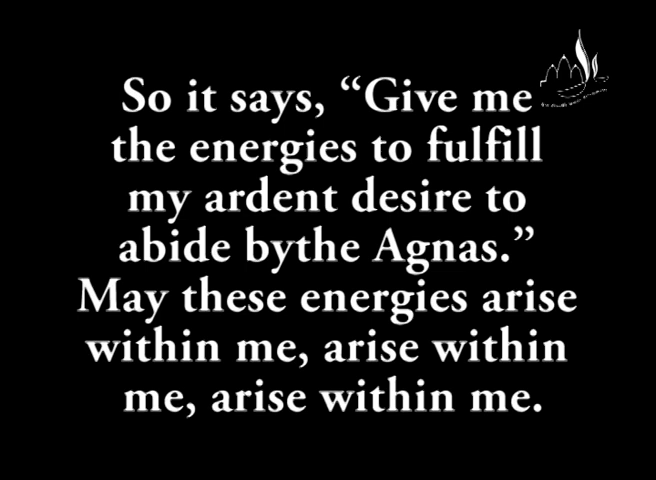 So it says, “Give me
the energies to fulfill
my ardent desire to
abide bythe Agnas.”
May these energies arise
within me, arise within
me, arise within me.